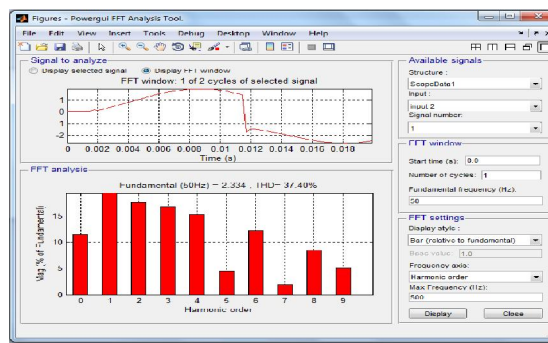 Figures - Powergui FFT Analysis Tool.
File Edit View Insert Tools Debug Desktop Window Help
Signal to analyze
Display selected signal Display FFT window
FFT window: 1 of 2 cycles of selected signal
1
0
1
-2
0 0.002 0.004 0.006 0.008 0.01 0.012 0.014 0.016 0.018
Time (s)
FFT analysis
Fundamental (50Hz) = 2.334 , THD= 37.40%
Mag (% of Fundamental)
15
10
5
0
0 1 2 3 4 5 6 7 8 9
Harmonic order
Available signals
Structure :
ScopeData1
Input :
input 2
Signal number:
1
FFT window
Start time (s): 0.0
Number of cycles: 1
Fundamental frequency (Hz):
50
FFT settings
Display style :
Bar (relative to fundamental)
Base value: 1.0
Frequency axis:
Harmonic order
Max Frequency (Hz):
500
Display Close